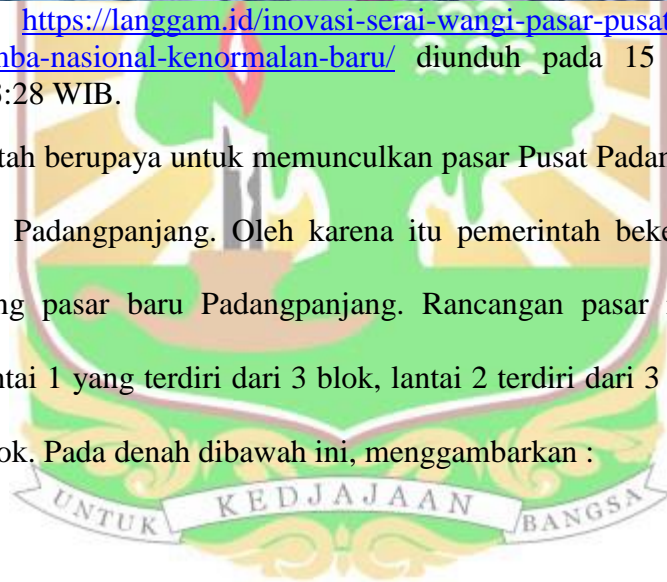 https://langgam.id/inovasi-serai-wangi-pasar-pusat
nba-nasional-kenormalan-baru/ diunduh pada 15
:28 WIB.
tah berupaya untuk memunculkan pasar Pusat Padan
Padangpanjang. Oleh karena itu pemerintah beke
ng pasar baru Padangpanjang. Rancangan pasar
ntai 1 yang terdiri dari 3 blok, lantai 2 terdiri dari 3
ok. Pada denah dibawah ini, menggambarkan :
UNTUK KEDJAJAAN BANGSA